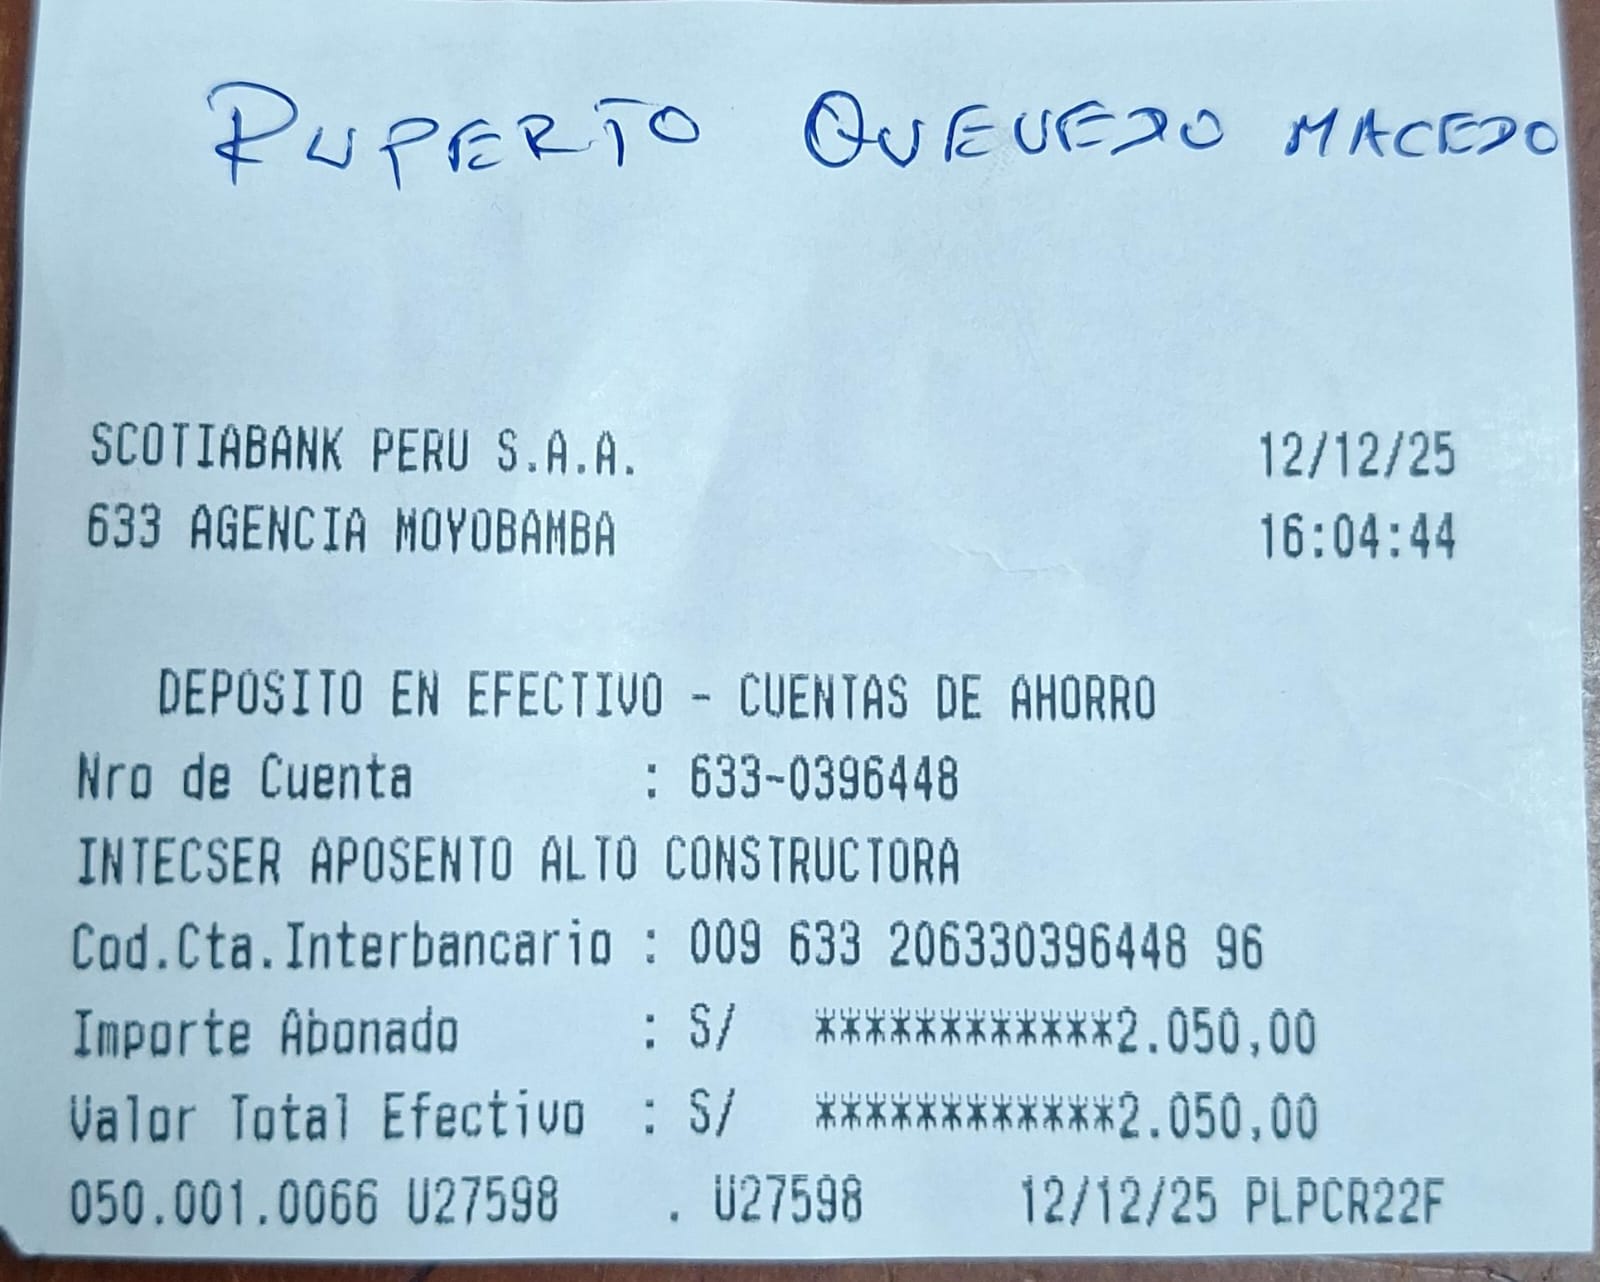 RUPERTO QUEVEDO MACEDO
SCOTIABANK PERU S.A.A. 12/12/25
633 AGENCIA MOYOBAMBA 16:04:44
DEPOSITO EN EFECTIVO - CUENTAS DE AHORRO
Nro de Cuenta : 633-0396448
INTECSER APOSENTO ALTO CONSTRUCTORA
Cod.Cta.Interbancario : 009 633 206330396448 96
Importe Abonado : S/ ************2.050,00
Valor Total Efectivo : S/ ************2.050,00
050.001.0066 U27598 . U27598 12/12/25 PLPCR22F